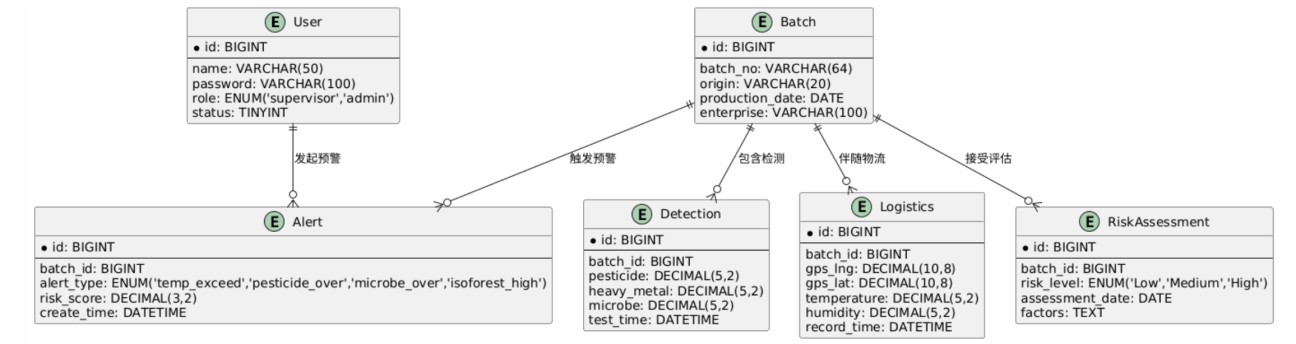 E User
id: BIGINT
name: VARCHAR(50)
password: VARCHAR(100)
role: ENUM('supervisor','admin')
status: TINYINT
E Batch
id: BIGINT
batch_no: VARCHAR(64)
origin: VARCHAR(20)
production_date: DATE
enterprise: VARCHAR(100)
发起预警
触发预警
包含检测
伴随物流
接受评估
E Alert
id: BIGINT
batch_id: BIGINT
alert_type: ENUM('temp_exceed','pesticide_over','microbe_over','isoforest_high')
risk_score: DECIMAL(3,2)
create_time: DATETIME
E Detection
id: BIGINT
batch_id: BIGINT
pesticide: DECIMAL(5,2)
heavy_metal: DECIMAL(5,2)
microbe: DECIMAL(5,2)
test_time: DATETIME
E Logistics
id: BIGINT
batch_id: BIGINT
gps_lng: DECIMAL(10,8)
gps_lat: DECIMAL(10,8)
temperature: DECIMAL(5,2)
humidity: DECIMAL(5,2)
record_time: DATETIME
E RiskAssessment
id: BIGINT
batch_id: BIGINT
risk_level: ENUM('Low','Medium','High')
assessment_date: DATE
factors: TEXT